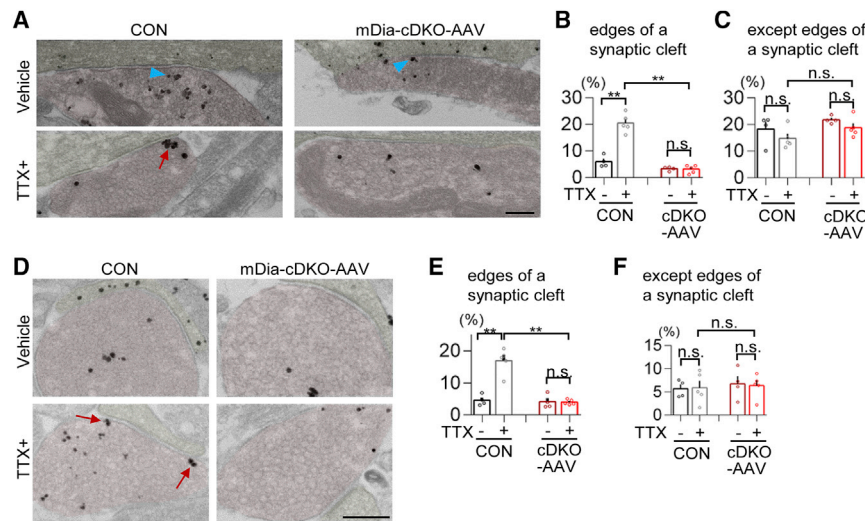 A
CON
mDia-cDKO-AAV
Vehicle
TTX+
B
edges of a
synaptic cleft
(%)
**
**
n.s.
30
20
10
0
TTX - + - +
CON cDKO
-AAV
C
except edges of
a synaptic cleft
(%)
n.s.
n.s. n.s.
30
20
10
0
- + - +
CON cDKO
-AAV
D
CON
mDia-cDKO-AAV
Vehicle
TTX+
E
edges of a
synaptic cleft
(%)
** **
n.s.
20
10
0
TTX - + - +
CON cDKO
-AAV
F
except edges of
a synaptic cleft
(%)
n.s.
n.s. n.s.
15
10
5
0
TTX - + - +
CON cDKO
-AAV